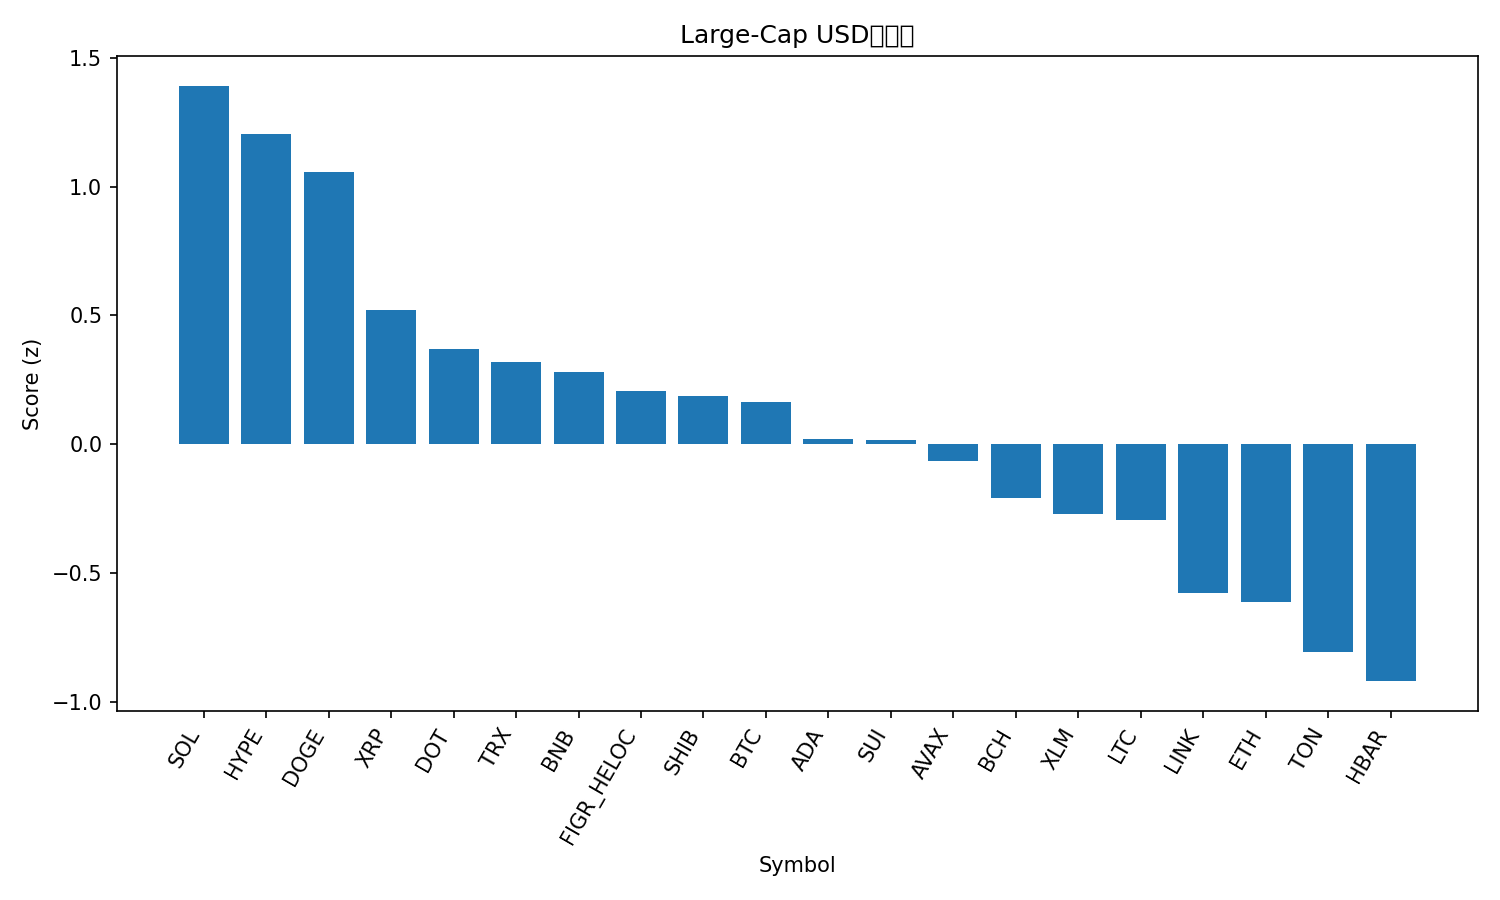 Large-Cap USD
1.5
1.0
0.5
0.0
−0.5
−1.0
Score (z)
SOL
HYPE
DOGE
XRP
DOT
TRX
BNB
FIGR_HELOC
SHIB
BTC
ADA
SUI
AVAX
BCH
XLM
LTC
LINK
ETH
TON
HBAR
Symbol